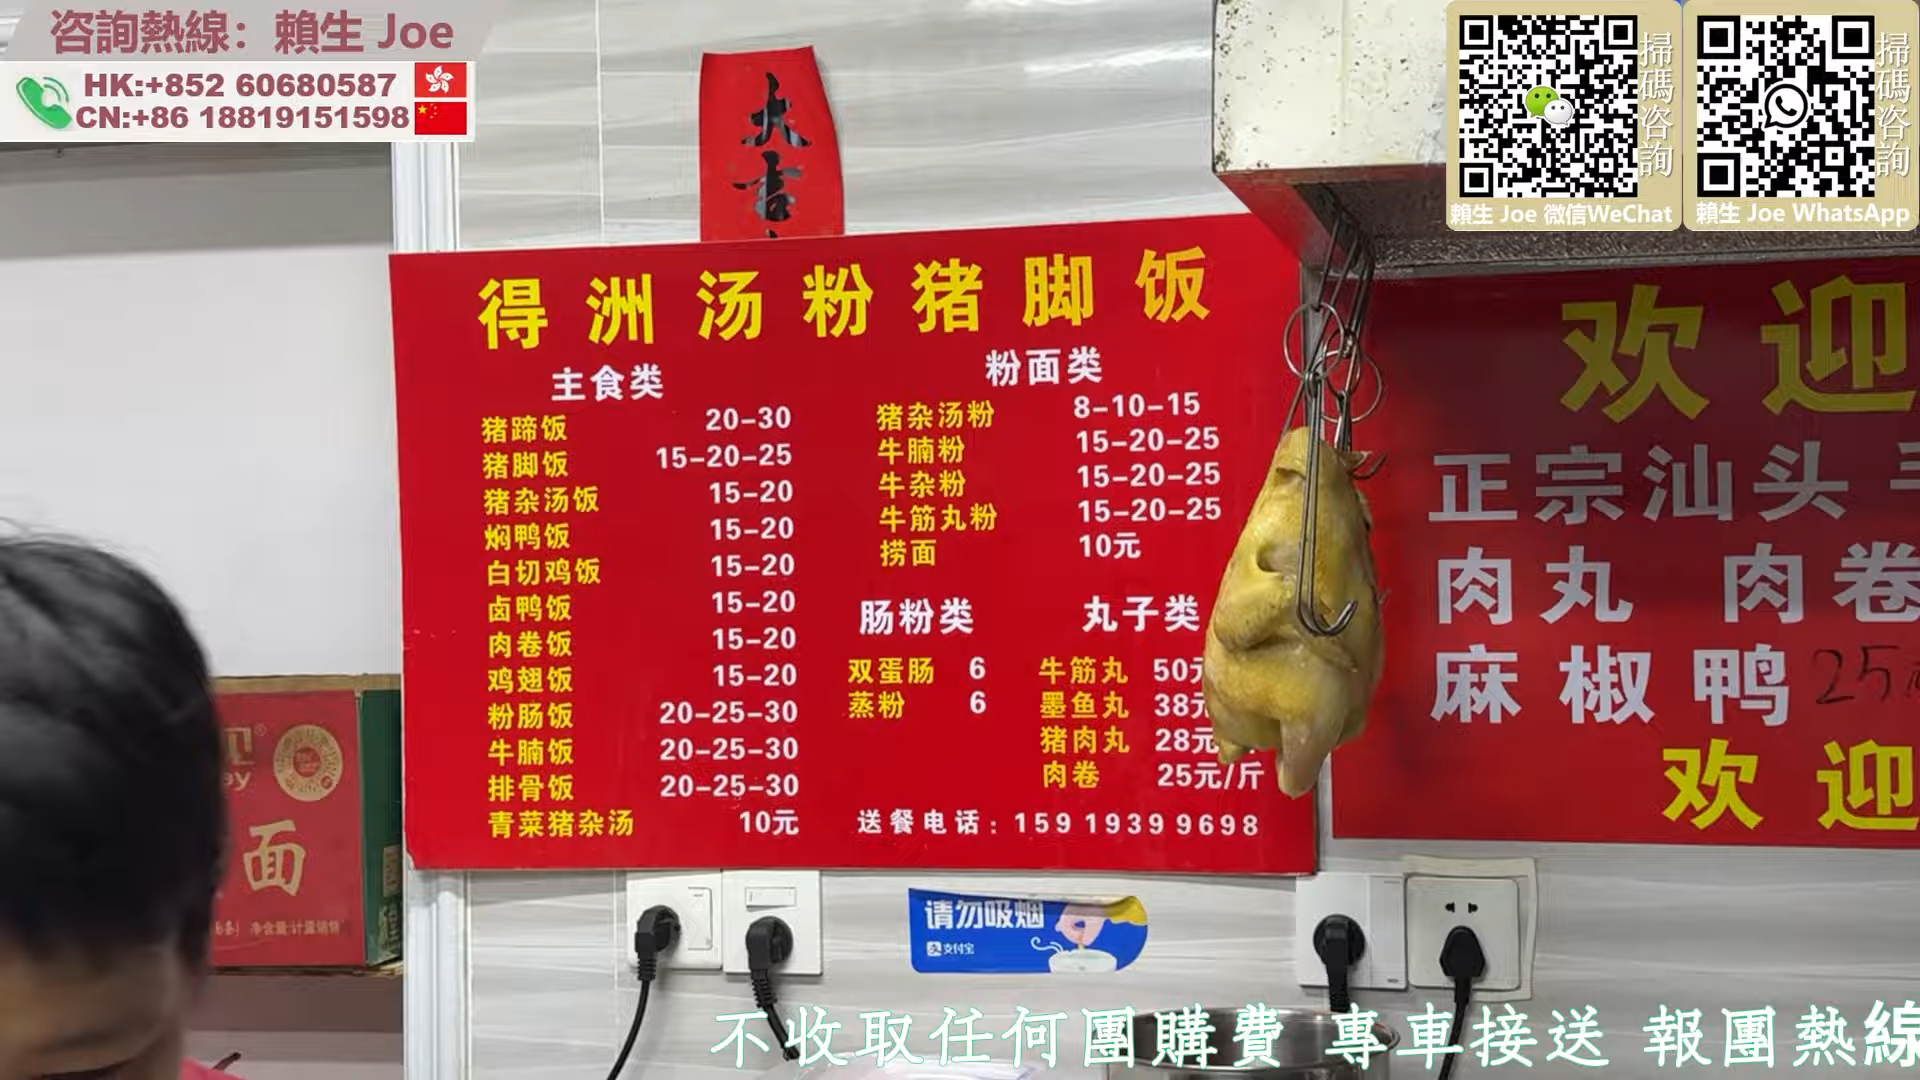 咨詢熱線：賴生 Joe
HK:+852 60680587
CN:+86 18819151598
掃碼咨詢
賴生 Joe 微信WeChat
掃碼咨詢
賴生 Joe WhatsApp
大吉
得洲汤粉猪脚饭
主食类
猪蹄饭 20-30
猪脚饭 15-20-25
猪杂汤饭 15-20
焖鸭饭 15-20
白切鸡饭 15-20
卤鸭饭 15-20
肉卷饭 15-20
鸡翅饭 15-20
粉肠饭 20-25-30
牛腩饭 20-25-30
排骨饭 20-25-30
青菜猪杂汤 10元
粉面类
猪杂汤粉 8-10-15
牛腩粉 15-20-25
牛杂粉 15-20-25
牛筋丸粉 15-20-25
捞面 10元
肠粉类
双蛋肠 6
蒸粉 6
丸子类
牛筋丸 50元
墨鱼丸 38元
猪肉丸 28元
肉卷 25元/斤
送餐电话：159 1939 9698
欢迎
正宗汕头
肉丸 肉卷
麻椒鸭 25
欢迎
面
净含量:计量销售
请勿吸烟
支付宝
不收取任何團購費 專車接送 報團熱線